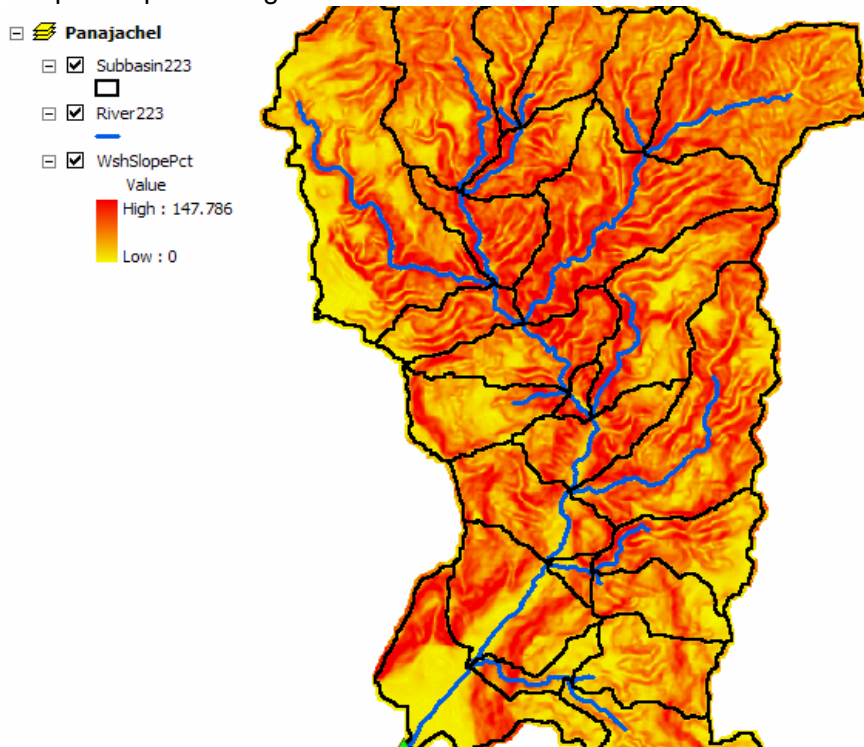 Panajachel
Subbasin223
River223
WshSlopePct
Value
High : 147.786
Low : 0